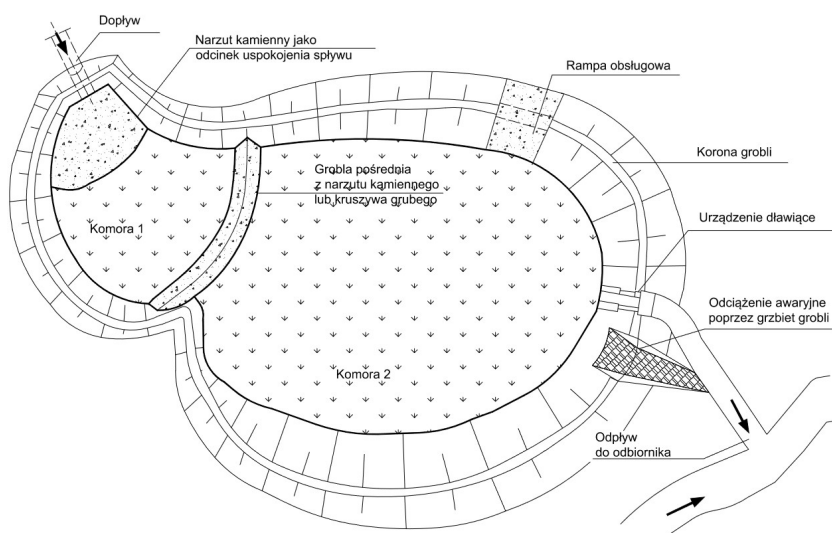 Dopływ
Narzut kamienny jako
odcinek uspokojenia spływu
Rampa obsługowa
Korona grobli
Grobla pośrednia
z narzutu kamiennego
lub kruszywa grubego
Komora 1
Urządzenie dławiące
Odciążenie awaryjne
poprzez grzbiet grobli
Komora 2
Odpływ
do odbiornika